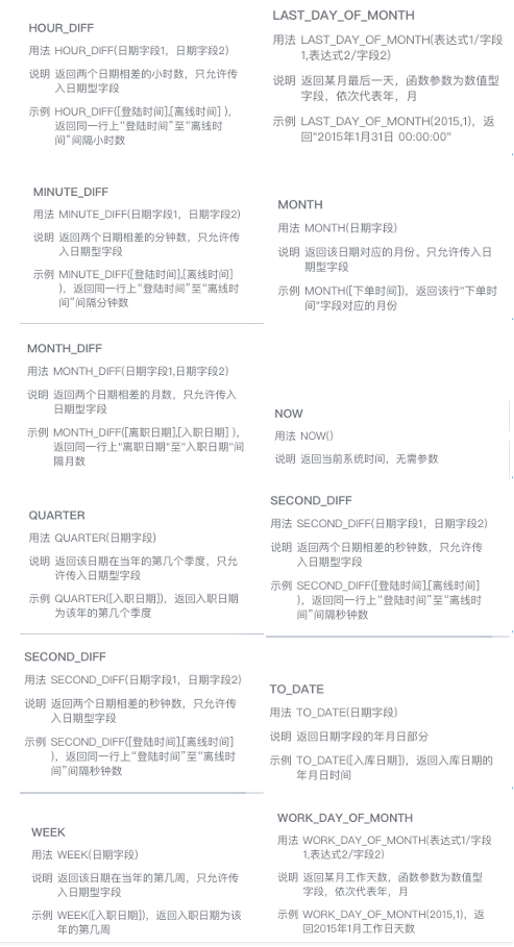 HOUR_DIFF
用法 HOUR_DIFF(日期字段1，日期字段2)
说明 返回两个日期相差的小时数，只允许传
入日期型字段
示例 HOUR_DIFF([登陆时间],[离线时间] )，
返回同一行上“登陆时间”至“离线
时间”间隔小时数
LAST_DAY_OF_MONTH
用法 LAST_DAY_OF_MONTH(表达式1/字段
1,表达式2/字段2)
说明 返回某月最后一天，函数参数为数值型
字段，依次代表年，月
示例 LAST_DAY_OF_MONTH(2015,1)，返
回"2015年1月31日 00:00:00"
MINUTE_DIFF
用法 MINUTE_DIFF(日期字段1，日期字段2)
说明 返回两个日期相差的分钟数，只允许传
入日期型字段
示例 MINUTE_DIFF([登陆时间],[离线时间]
)，返回同一行上“登陆时间”至“离线时
间”间隔分钟数
MONTH
用法 MONTH(日期字段)
说明 返回该日期对应的月份。只允许传入日
期型字段
示例 MONTH([下单时间])，返回该行"下单时
间"字段对应的月份
MONTH_DIFF
用法 MONTH_DIFF(日期字段1,日期字段2)
说明 返回两个日期相差的月数，只允许传入
日期型字段
示例 MONTH_DIFF([离职日期],[入职日期] )，
返回同一行上"离职日期"至"入职日期"间
隔月数
NOW
用法 NOW()
说明 返回当前系统时间，无需参数
QUARTER
用法 QUARTER(日期字段)
说明 返回该日期在当年的第几个季度，只允
许传入日期型字段
示例 QUARTER([入职日期])，返回入职日期
为该年的第几个季度
SECOND_DIFF
用法 SECOND_DIFF(日期字段1，日期字段2)
说明 返回两个日期相差的秒钟数，只允许传
入日期型字段
示例 SECOND_DIFF([登陆时间],[离线时间]
)，返回同一行上“登陆时间”至“离线时
间”间隔秒钟数
SECOND_DIFF
用法 SECOND_DIFF(日期字段1，日期字段2)
说明 返回两个日期相差的秒钟数，只允许传
入日期型字段
示例 SECOND_DIFF([登陆时间],[离线时间]
)，返回同一行上“登陆时间”至“离线时
间”间隔秒钟数
TO_DATE
用法 TO_DATE(日期字段)
说明 返回日期字段的年月日部分
示例 TO_DATE([入库日期])，返回入库日期的
年月日时间
WEEK
用法 WEEK(日期字段)
说明 返回该日期在当年的第几周，只允许传
入日期型字段
示例 WEEK([入职日期])，返回入职日期为该
年的第几周
WORK_DAY_OF_MONTH
用法 WORK_DAY_OF_MONTH(表达式1/字段
1,表达式2/字段2)
说明 返回某月工作天数，函数参数为数值型
字段，依次代表年，月
示例 WORK_DAY_OF_MONTH(2015,1)，返
回2015年1月工作日天数